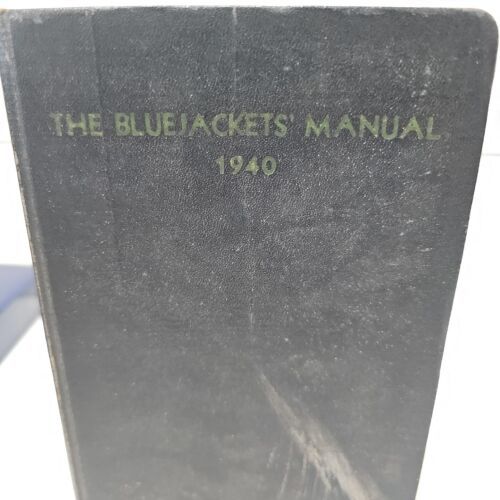 THE BLUEJACKETS' MANUAL
1940